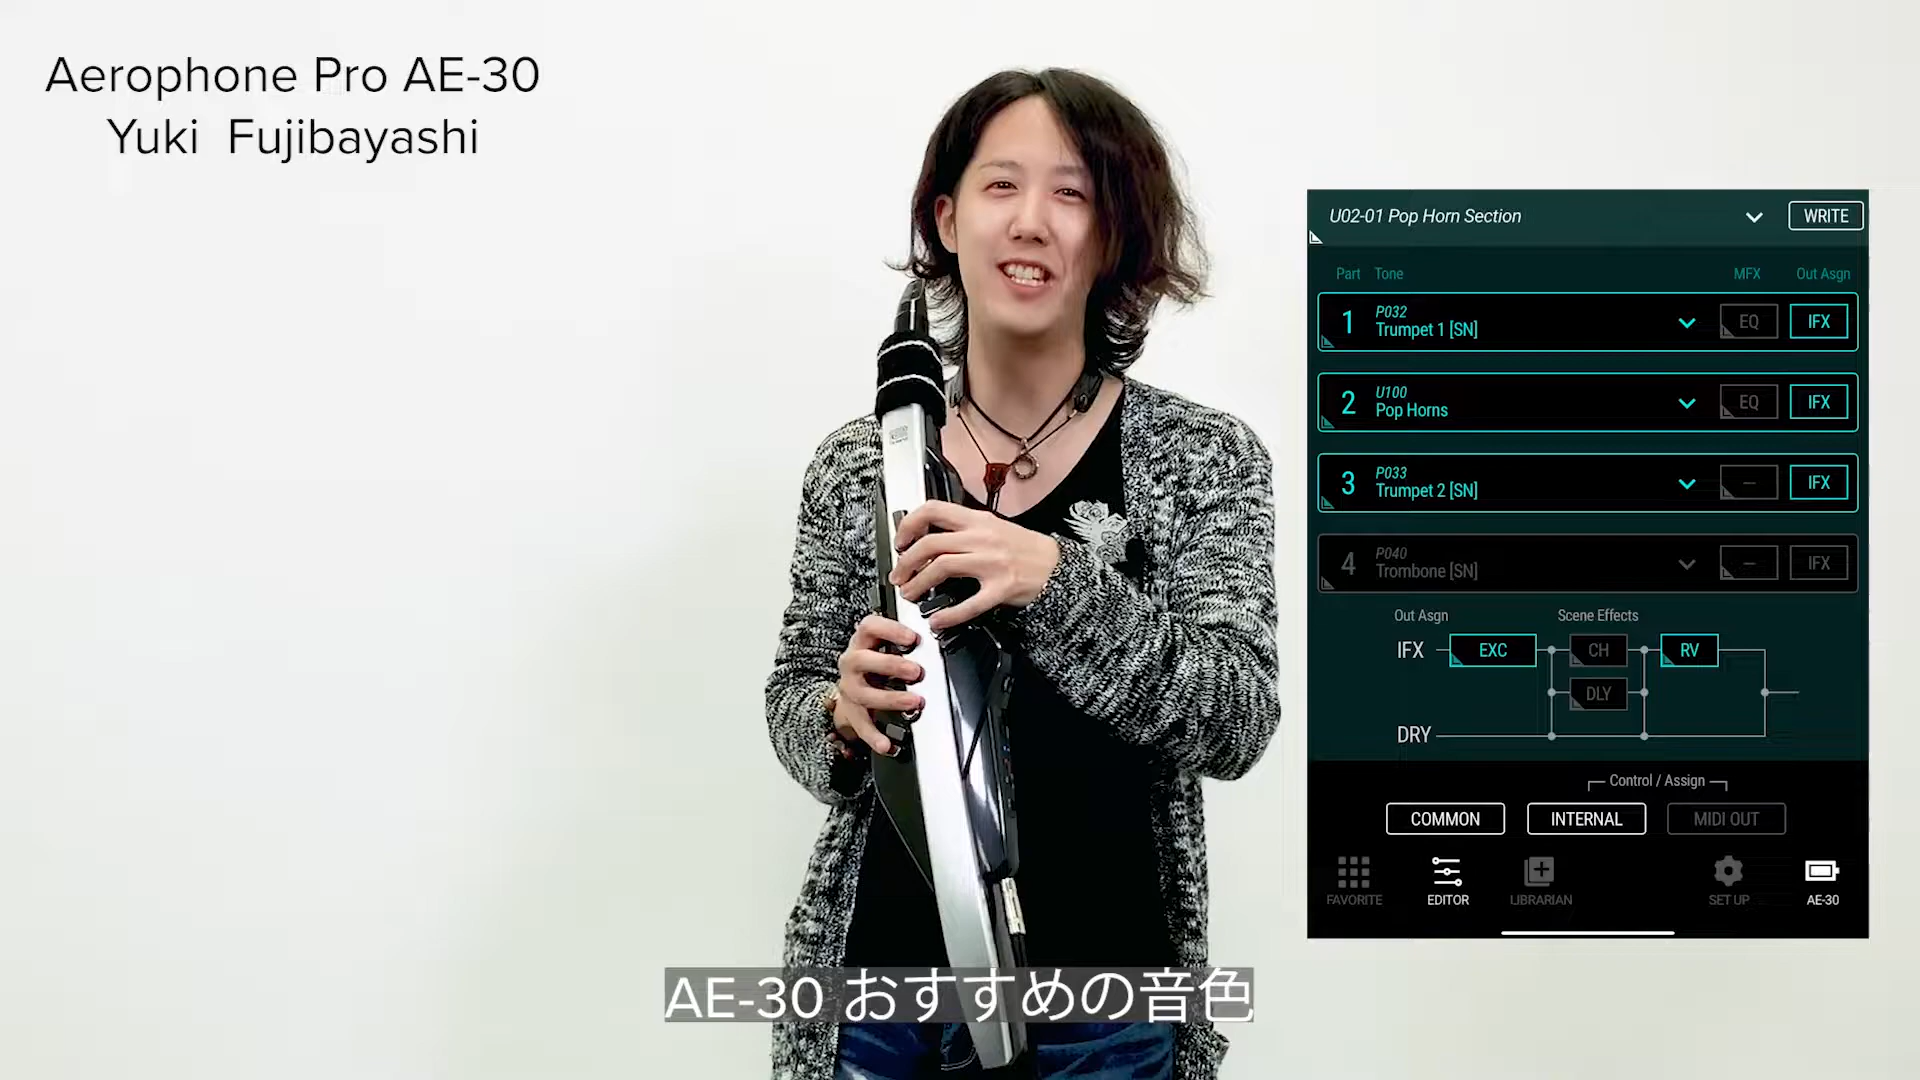 Aerophone Pro AE-30
Yuki Fujibayashi
U02-01 Pop Horn Section
WRITE
Part Tone MFX Out Asgn
1 P032 Trumpet 1 [SN] EQ IFX
2 U100 Pop Horns EQ IFX
3 P033 Trumpet 2 [SN] — IFX
4 P040 Trombone [SN] — IFX
Out Asgn Scene Effects
IFX EXC CH RV
DLY
DRY
Control / Assign
COMMON INTERNAL MIDI OUT
FAVORITE EDITOR LIBRARIAN SET UP AE-30
AE-30 おすすめの音色